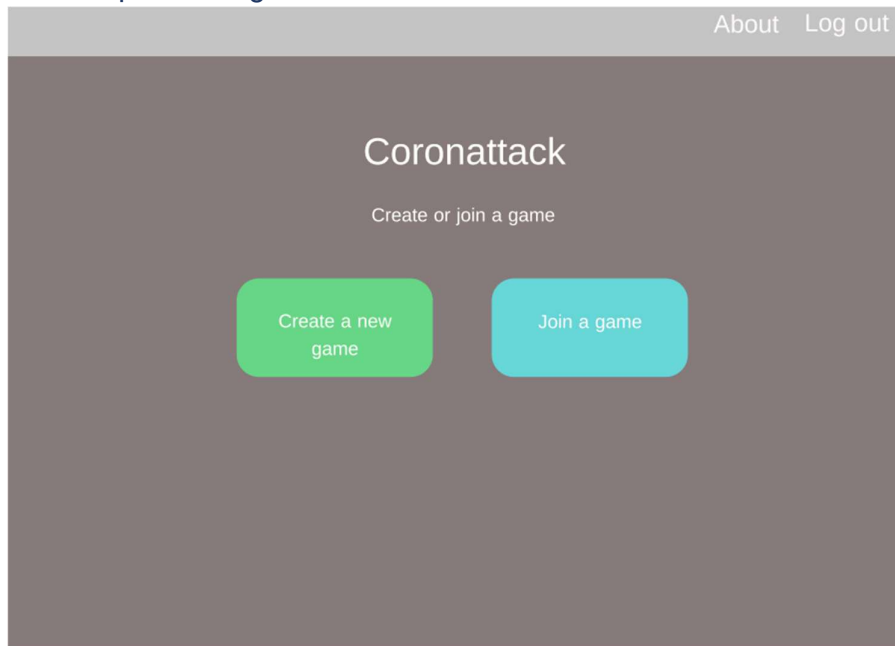 About Log out
Coronattack
Create or join a game
Create a new
game
Join a game